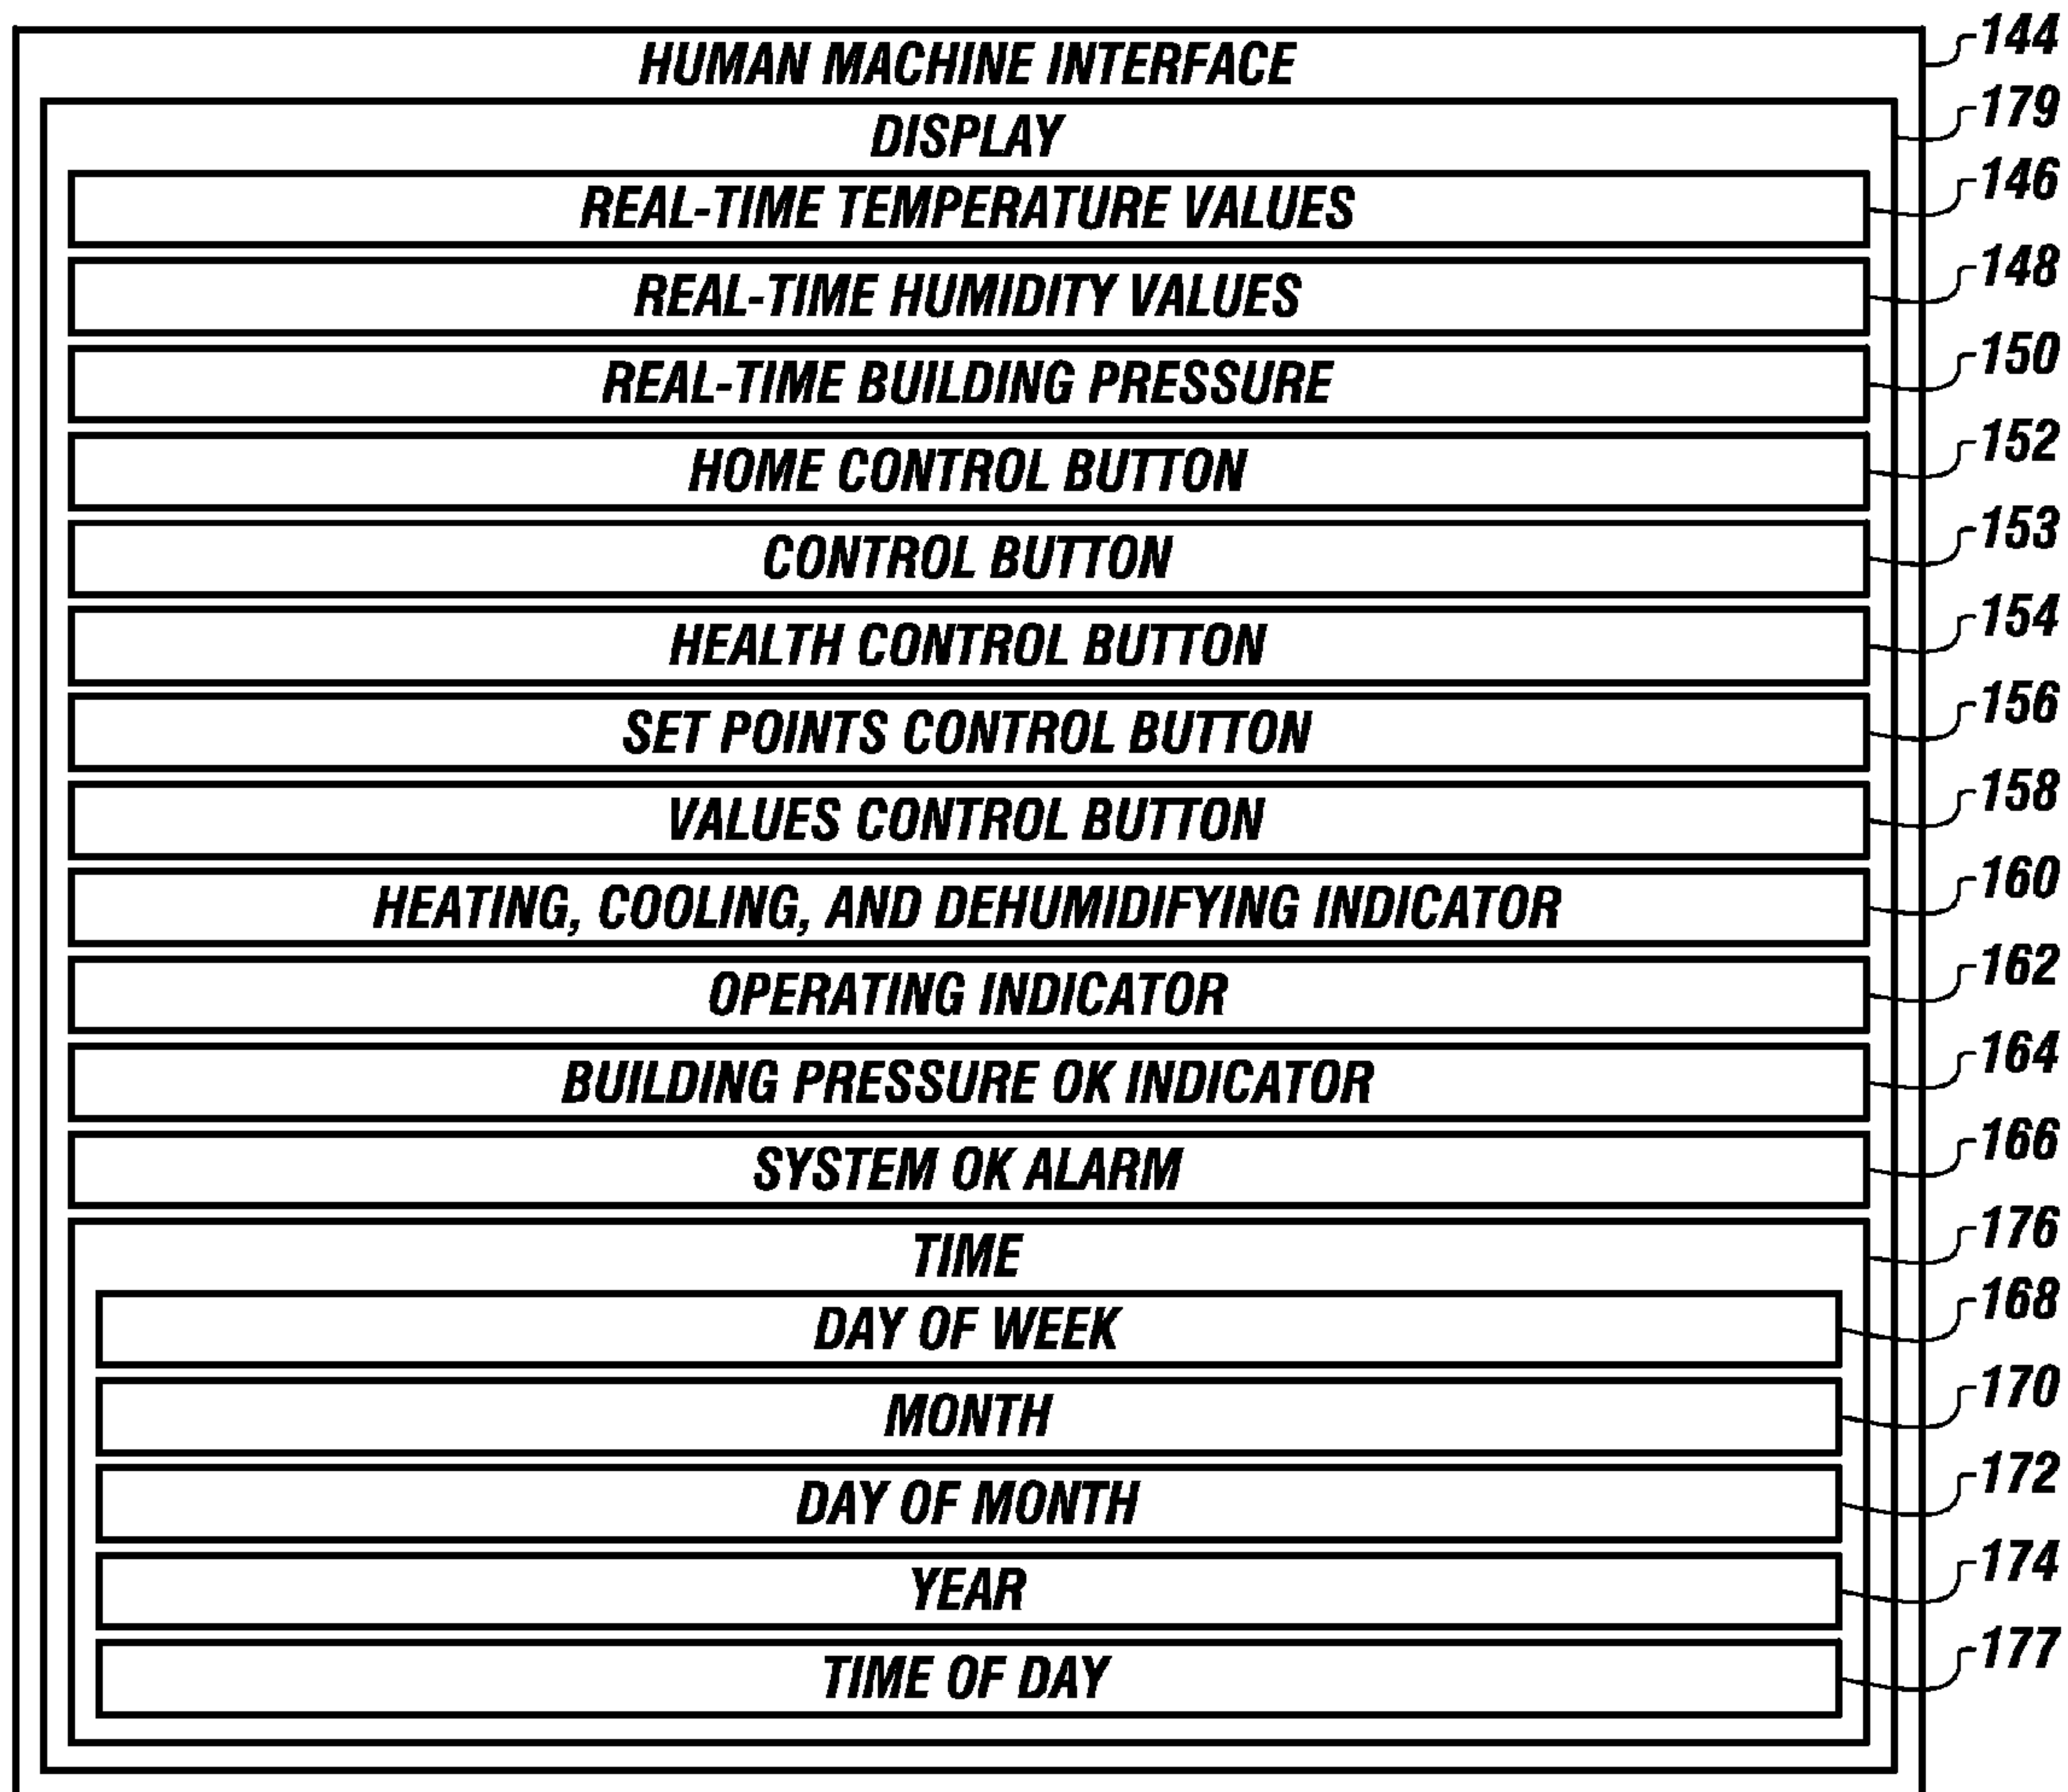 HUMAN MACHINE INTERFACE 144
DISPLAY 179
REAL-TIME TEMPERATURE VALUES 146
REAL-TIME HUMIDITY VALUES 148
REAL-TIME BUILDING PRESSURE 150
HOME CONTROL BUTTON 152
CONTROL BUTTON 153
HEALTH CONTROL BUTTON 154
SET POINTS CONTROL BUTTON 156
VALUES CONTROL BUTTON 158
HEATING, COOLING, AND DEHUMIDIFYING INDICATOR 160
OPERATING INDICATOR 162
BUILDING PRESSURE OK INDICATOR 164
SYSTEM OK ALARM 166
TIME 176
DAY OF WEEK 168
MONTH 170
DAY OF MONTH 172
YEAR 174
TIME OF DAY 177